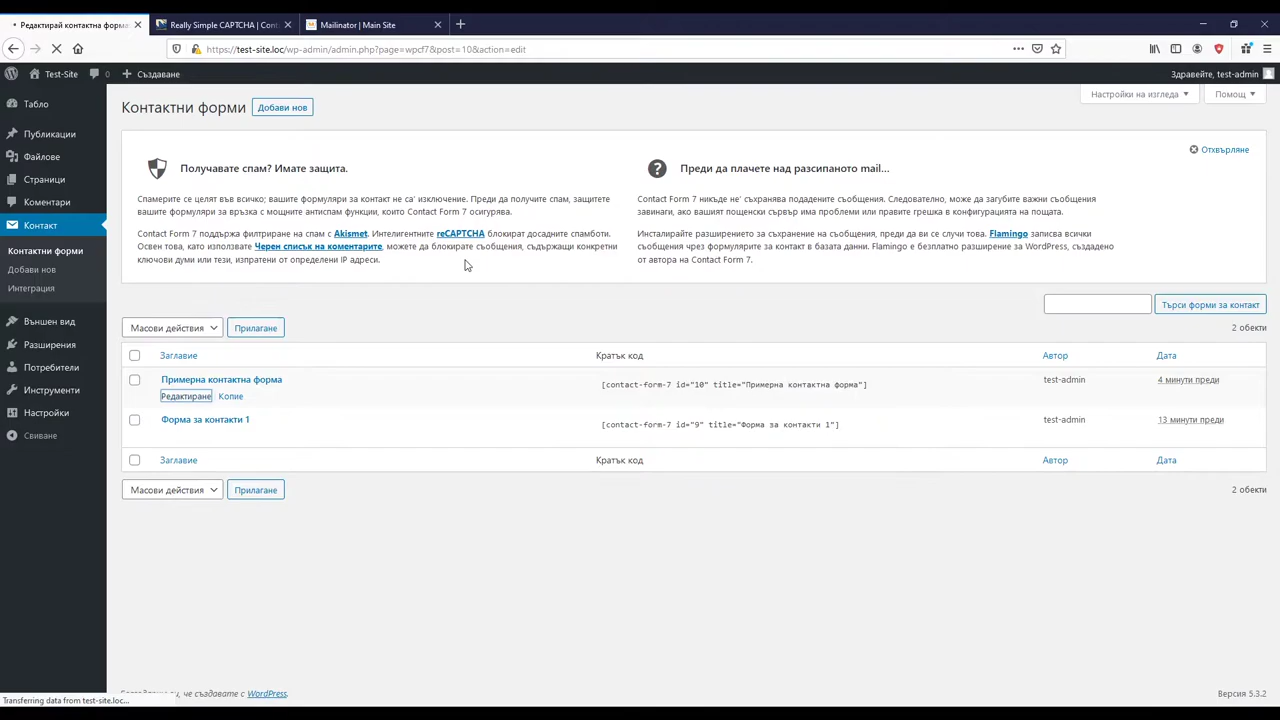 Редактирай контактна форма
Really Simple CAPTCHA | Cont
Mailinator | Main Site
https://test-site.loc/wp-admin/admin.php?page=wpcf7&post=10&action=edit
Test-Site
0
Създаване
Здравейте, test-admin
Табло
Публикации
Файлове
Страници
Коментари
Контакт
Контактни форми
Добави нов
Интеграция
Външен вид
Разширения
Потребители
Инструменти
Настройки
Свиване
Контактни форми
Добави нов
Настройки на изгледа
Помощ
Отхвърляне
Получавате спам? Имате защита.
Спамерите се целят във всичко; вашите формуляри за контакт не са' изключение. Преди да получите спам, защитете
вашите формуляри за връзка с мощните антиспам функции, които Contact Form 7 осигурява.
Contact Form 7 поддържа филтриране на спам с Akismet. Интелигентните reCAPTCHA блокират досадните спамботи.
Освен това, като използвате Черен списък на коментарите, можете да блокирате съобщения, съдържащи конкретни
ключови думи или тези, изпратени от определени IP адреси.
Преди да плачете над разсипаното mail...
Contact Form 7 никъде не' съхранява подадените съобщения. Следователно, може да загубите важни съобщения
завинаги, ако вашият пощенски сървър има проблеми или правите грешка в конфигурацията на пощата.
Инсталирайте разширението за съхранение на съобщения, преди да ви се случи това. Flamingo записва всички
съобщения чрез формулярите за контакт в базата данни. Flamingo е безплатно разширение за WordPress, създадено
от автора на Contact Form 7.
Търси форми за контакт
Масови действия
Прилагане
2 обекти
Заглавие
Кратък код
Автор
Дата
Примерна контактна форма
[contact-form-7 id="10" title="Примерна контактна форма"]
test-admin
4 минути преди
Редактиране
Копие
Форма за контакти 1
[contact-form-7 id="9" title="Форма за контакти 1"]
test-admin
13 минути преди
Заглавие
Кратък код
Автор
Дата
Масови действия
Прилагане
2 обекти
че създавате с WordPress.
Версия 5.3.2
Transferring data from test-site.loc...